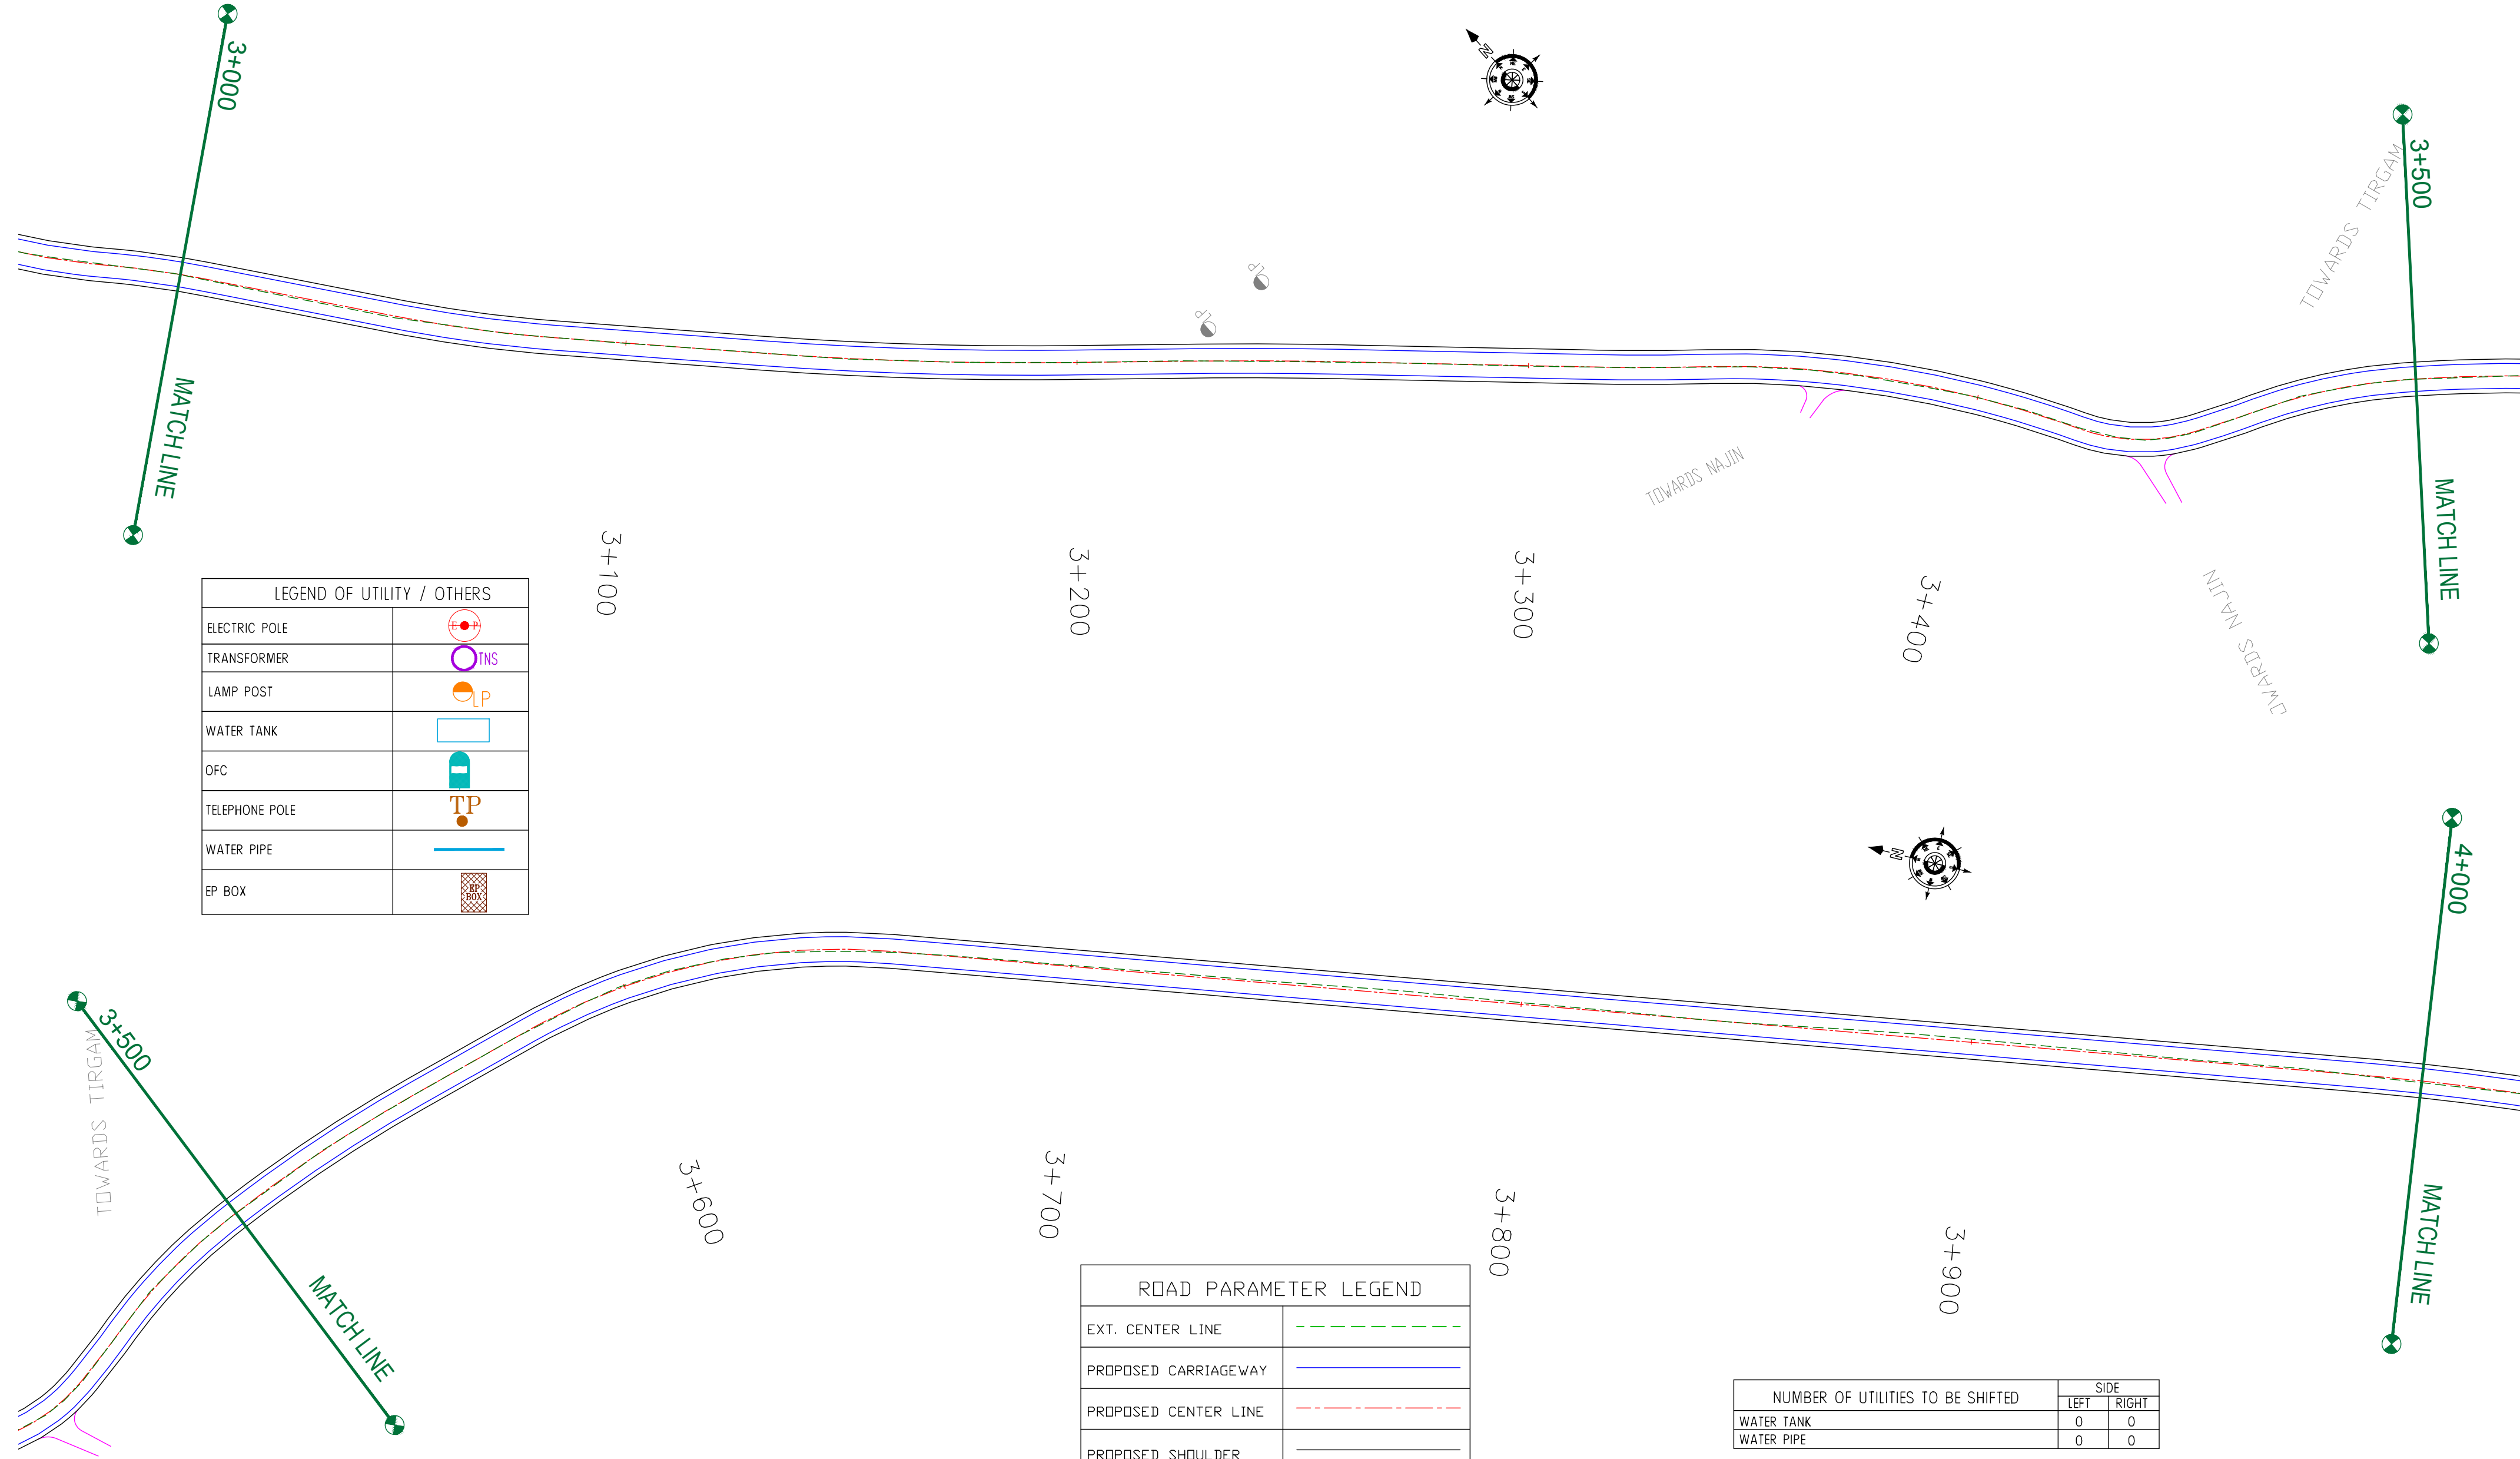 3+000
MATCH LINE
N
LP
LP
TOWARDS TIRGAM
3+500
MATCH LINE
TOWARDS NAJIN
OWARDS NAJIN
3+100
3+200
3+300
3+400
LEGEND OF UTILITY / OTHERS
ELECTRIC POLE
E P
TRANSFORMER
TNS
LAMP POST
LP
WATER TANK
OFC
TELEPHONE POLE
TP
WATER PIPE
EP BOX
EP
BOX
N
4+000
MATCH LINE
3+500
TOWARDS TIRGAM
MATCH LINE
3+600
3+700
3+800
3+900
ROAD PARAMETER LEGEND
EXT. CENTER LINE
PROPOSED CARRIAGEWAY
PROPOSED CENTER LINE
PROPOSED SHOULDER
NUMBER OF UTILITIES TO BE SHIFTED
SIDE
LEFT RIGHT
WATER TANK 0 0
WATER PIPE 0 0